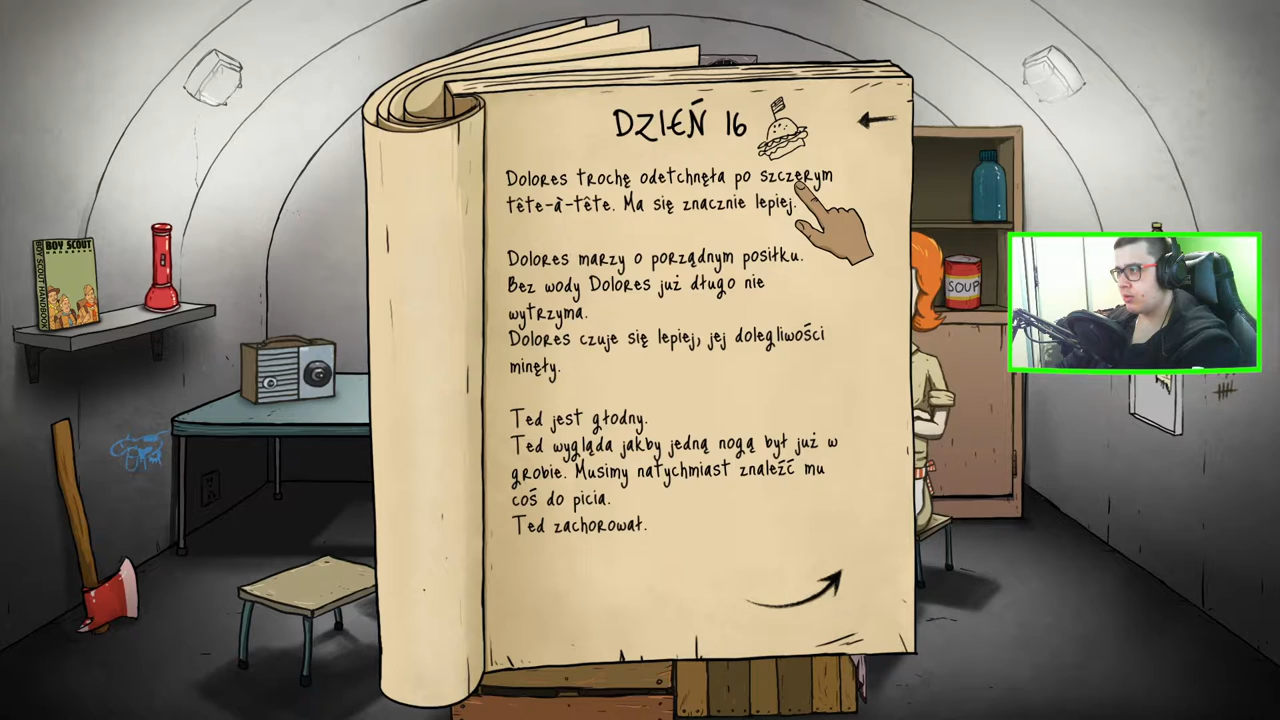 DZIEŃ 16
Dolores trochę odetchnęła po szczerym
tête-à-tête. Ma się znacznie lepiej.
Dolores marzy o porządnym posiłku.
Bez wody Dolores już długo nie
wytrzyma.
Dolores czuje się lepiej, jej dolegliwości
minęły.
Ted jest głodny.
Ted wygląda jakby jedną nogą był już w
grobie. Musimy natychmiast znaleźć mu
coś do picia.
Ted zachorował.
BOY SCOUT
BOY SCOUT HANDBOOK
SOUP